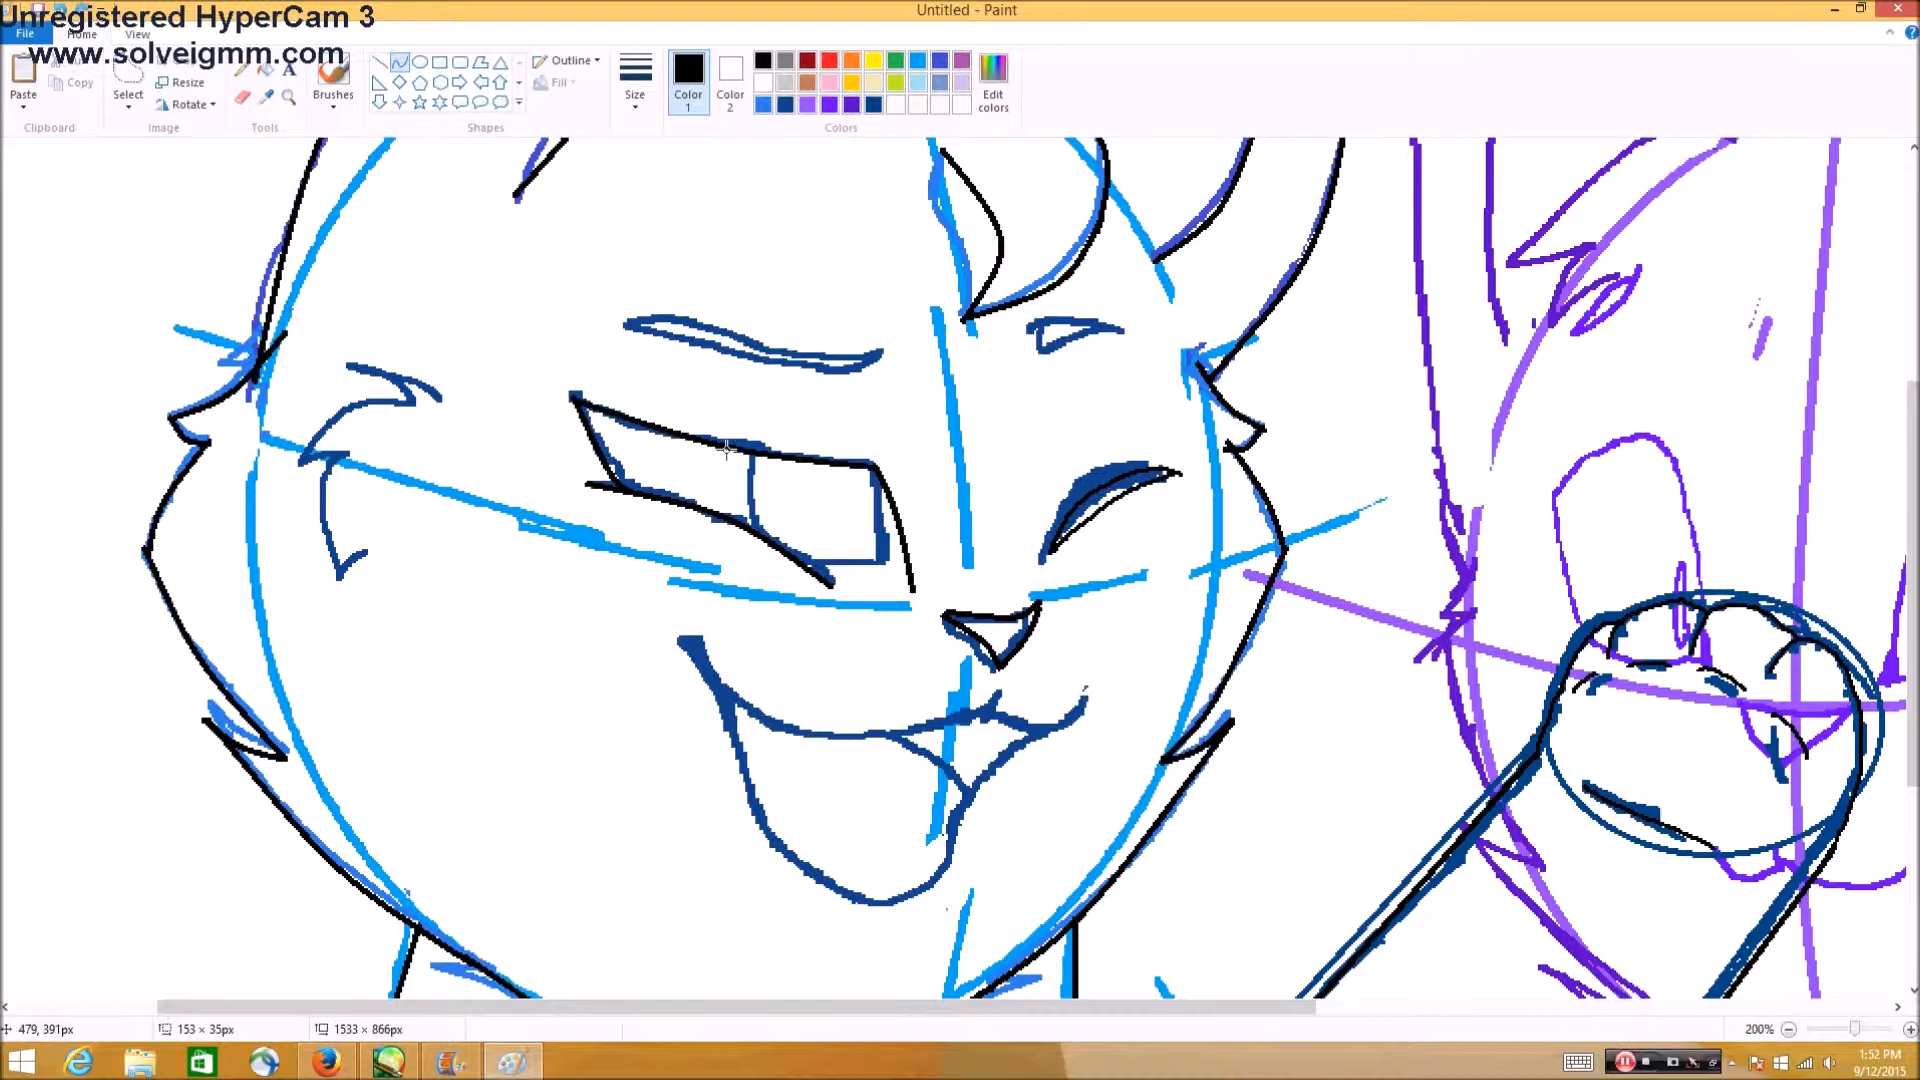 Unregistered HyperCam 3
www.solveigmm.com
Untitled - Paint
File
Home
View
Paste
Copy
Clipboard
Select
Resize
Rotate
Image
A
Tools
Brushes
Shapes
Outline
Fill
Size
Color 1
Color 2
Edit colors
Colors
479, 391px
153 × 35px
1533 × 866px
200%
1:52 PM
9/12/2015